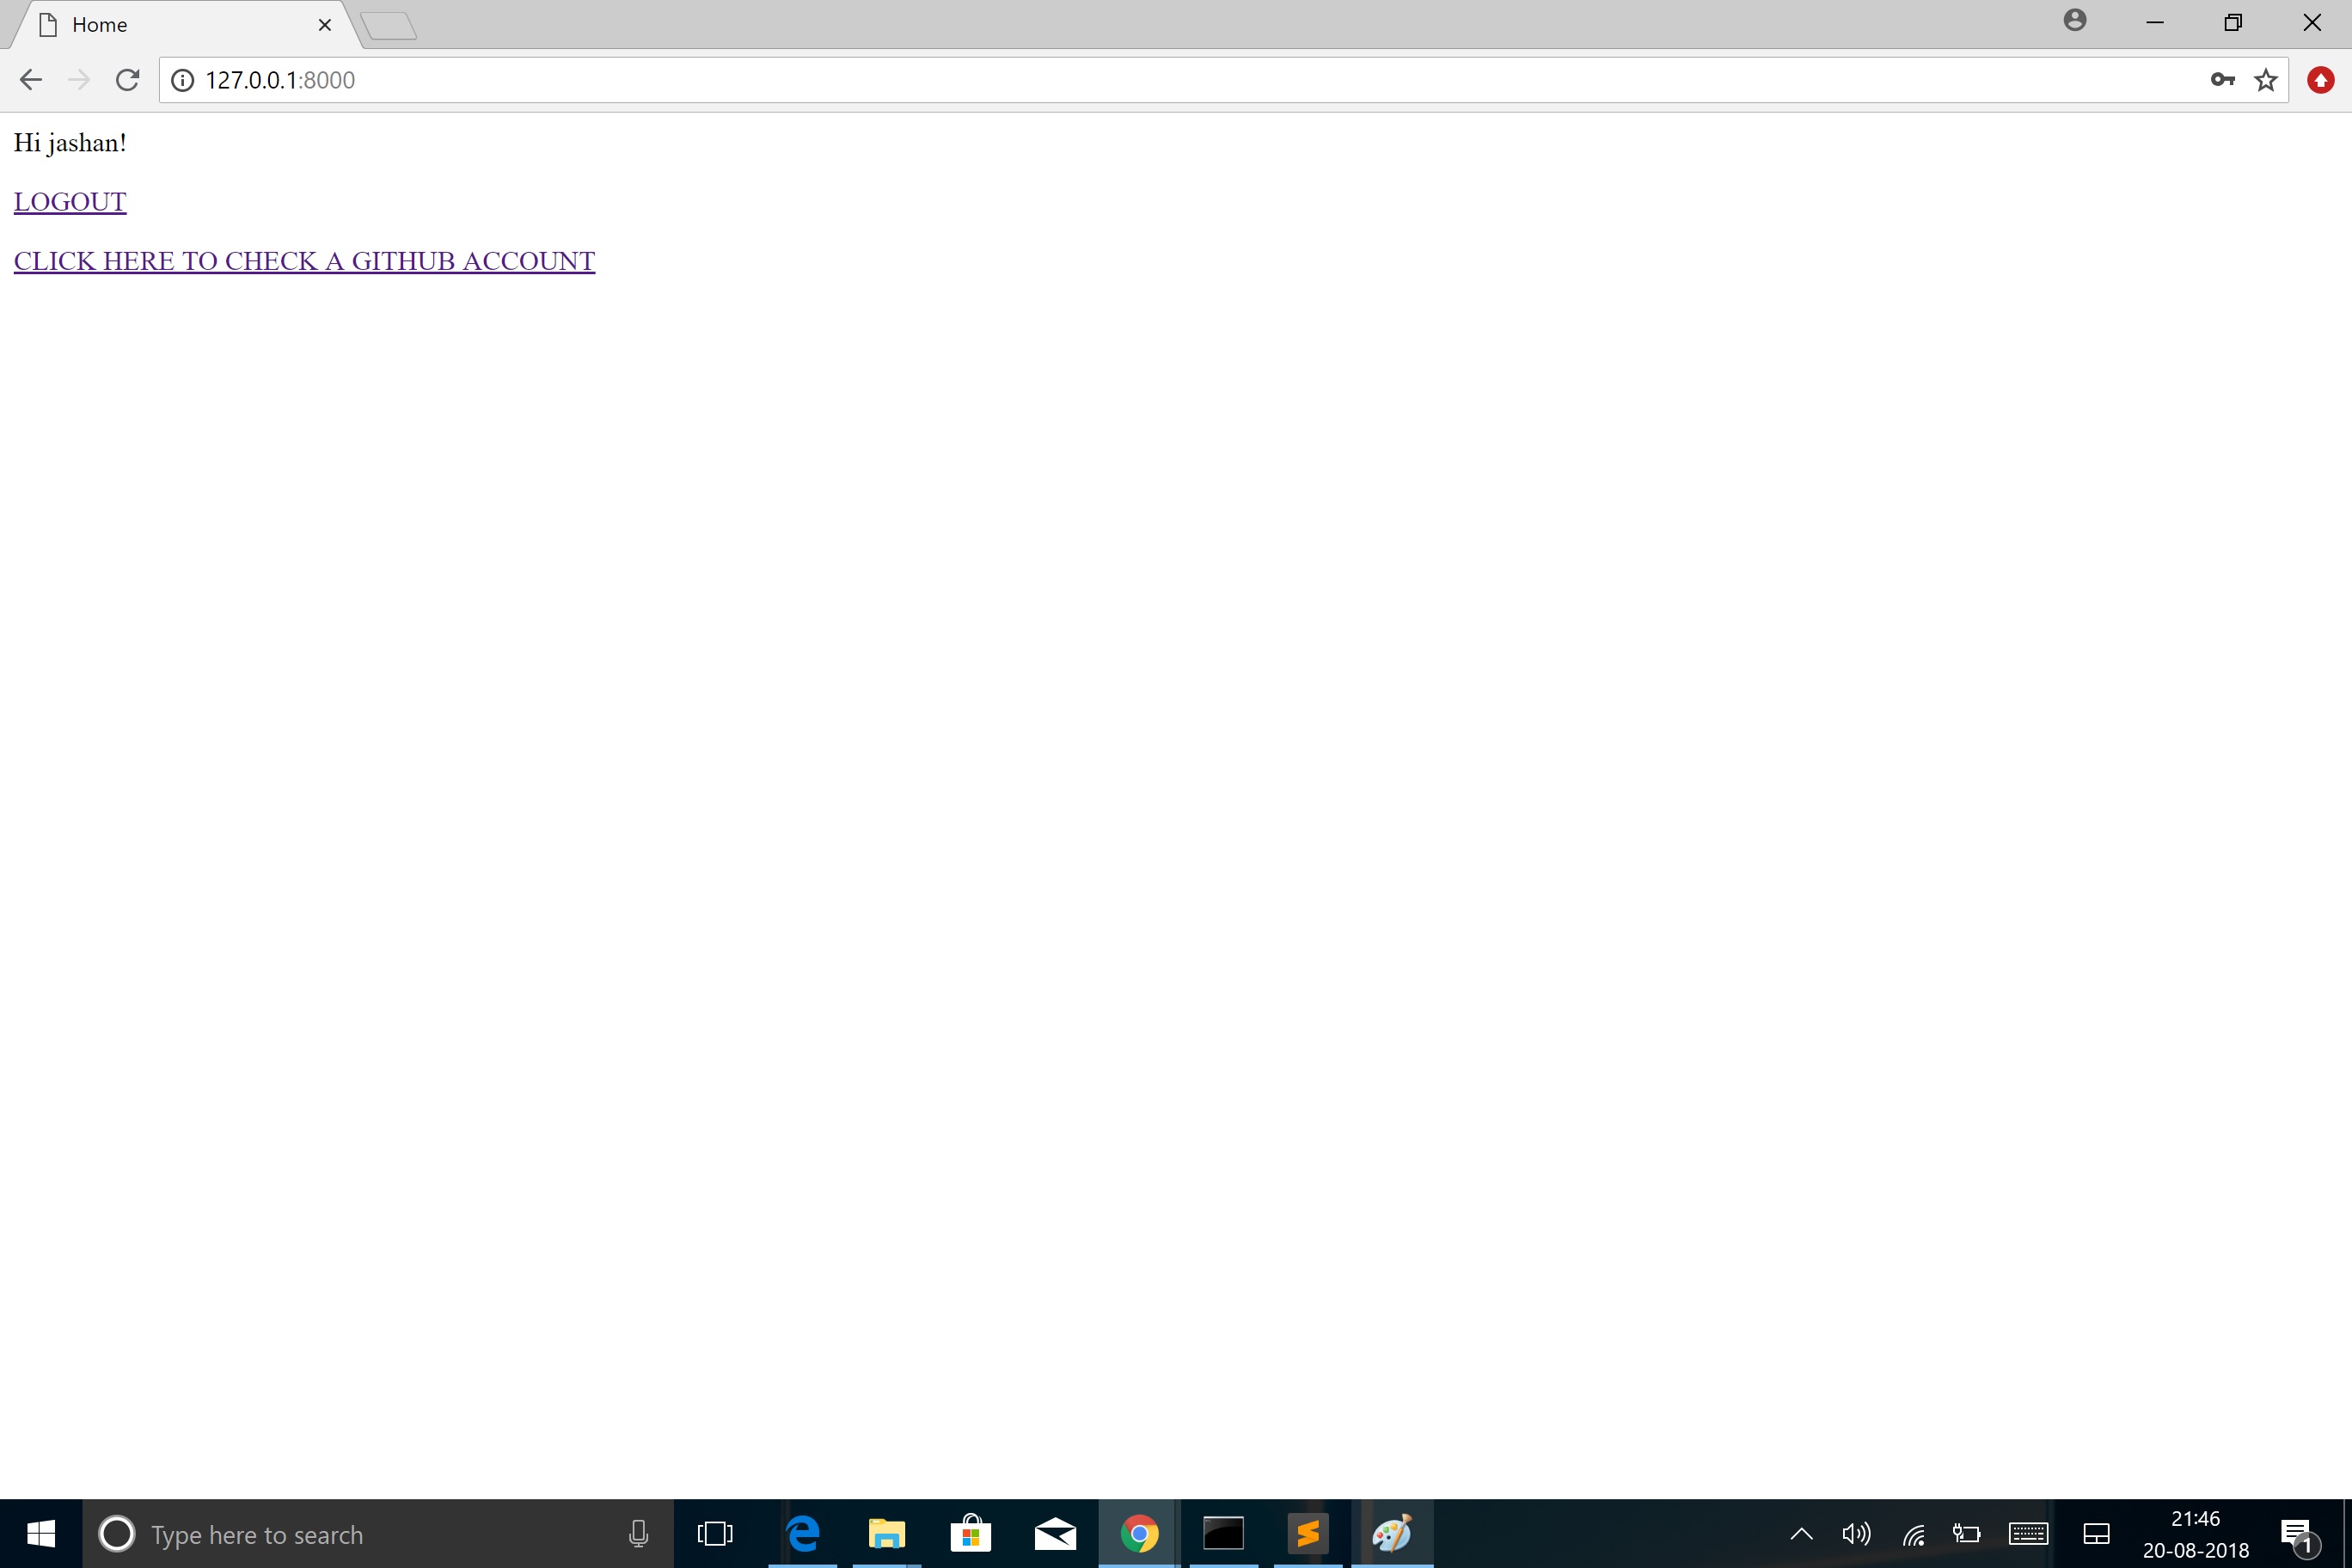 Home
127.0.0.1:8000
Hi jashan!
LOGOUT
CLICK HERE TO CHECK A GITHUB ACCOUNT
Type here to search
21:46
20-08-2018
1